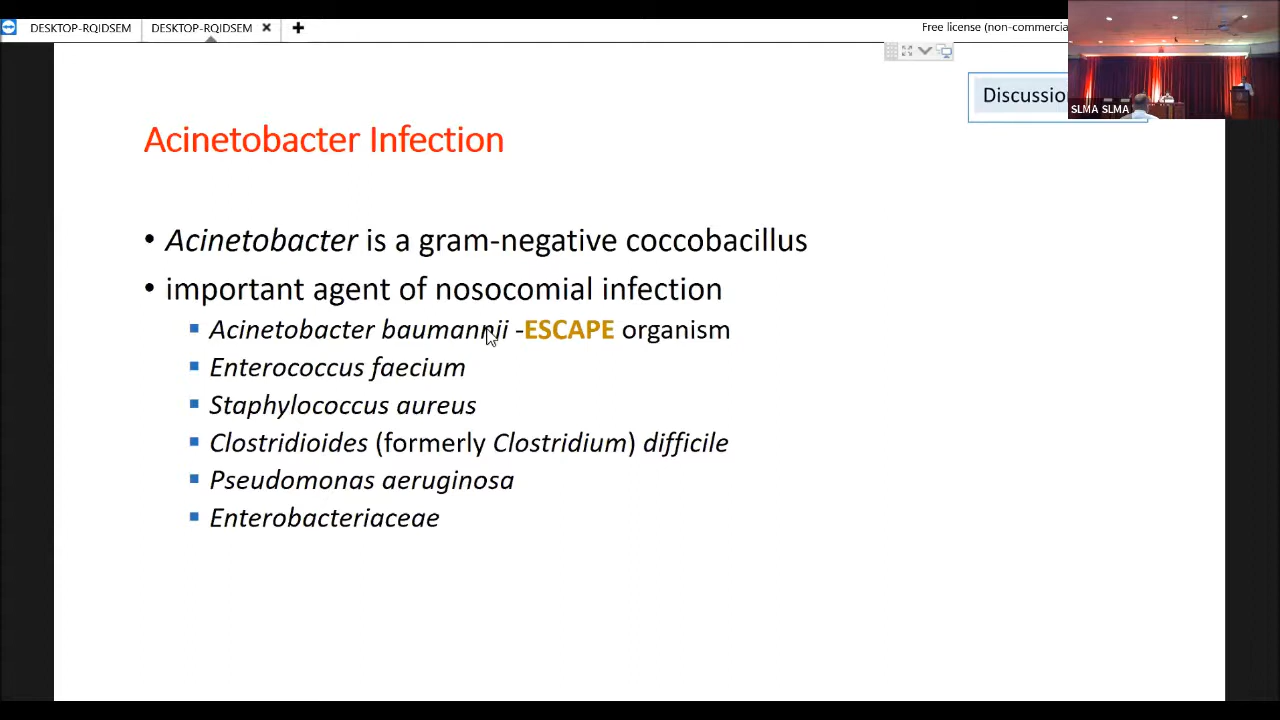 DESKTOP-RQIDSEM
DESKTOP-RQIDSEM
Free license (non-commercia
Discussio
SLMA SLMA
Acinetobacter Infection
• Acinetobacter is a gram-negative coccobacillus
• important agent of nosocomial infection
▪ Acinetobacter baumannii -ESCAPE organism
▪ Enterococcus faecium
▪ Staphylococcus aureus
▪ Clostridioides (formerly Clostridium) difficile
▪ Pseudomonas aeruginosa
▪ Enterobacteriaceae